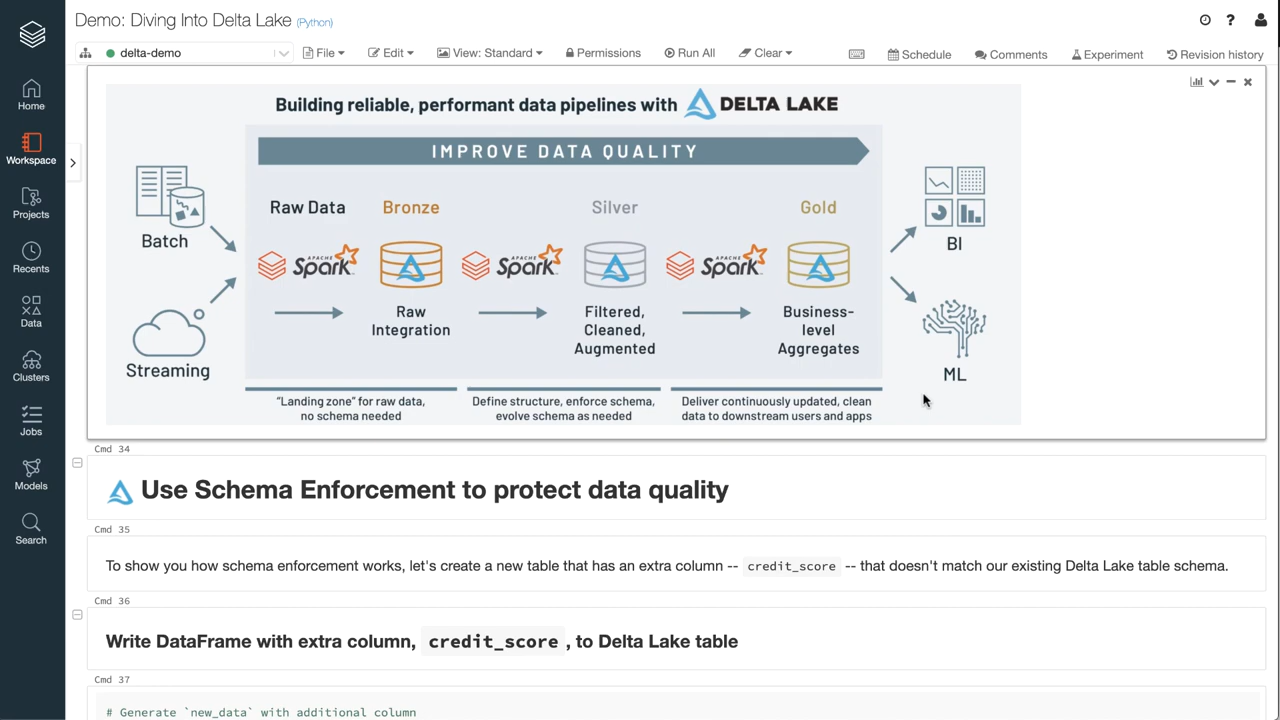 Demo: Diving Into Delta Lake (Python)
delta-demo File Edit View: Standard Permissions Run All Clear Schedule Comments Experiment Revision history
Home
Workspace
Projects
Recents
Data
Clusters
Jobs
Models
Search
Building reliable, performant data pipelines with DELTA LAKE
IMPROVE DATA QUALITY
Batch
Streaming
Raw Data Bronze Silver Gold
APACHE Spark APACHE Spark APACHE Spark
Raw
Integration
Filtered,
Cleaned,
Augmented
Business-
level
Aggregates
"Landing zone" for raw data,
no schema needed
Define structure, enforce schema,
evolve schema as needed
Deliver continuously updated, clean
data to downstream users and apps
BI
ML
Cmd 34
Use Schema Enforcement to protect data quality
Cmd 35
To show you how schema enforcement works, let's create a new table that has an extra column -- credit_score -- that doesn't match our existing Delta Lake table schema.
Cmd 36
Write DataFrame with extra column, credit_score , to Delta Lake table
Cmd 37
# Generate `new_data` with additional column